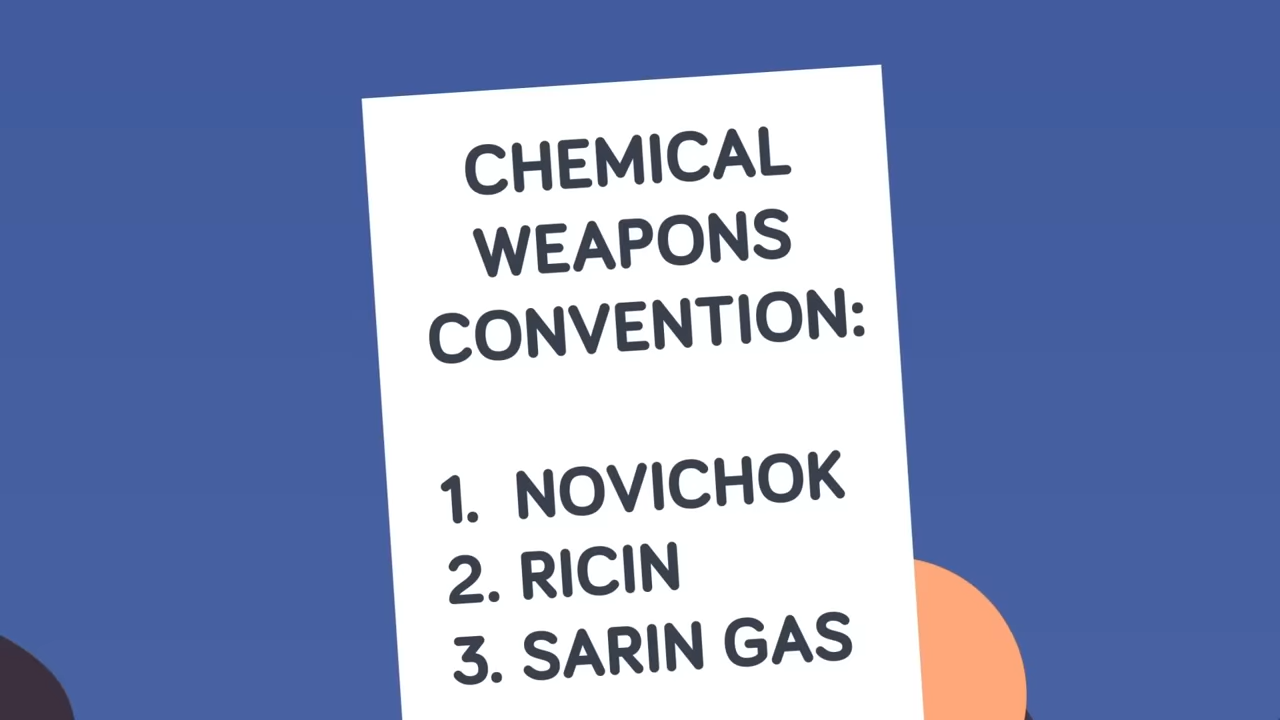 CHEMICAL
WEAPONS
CONVENTION:
1. NOVICHOK
2. RICIN
3. SARIN GAS